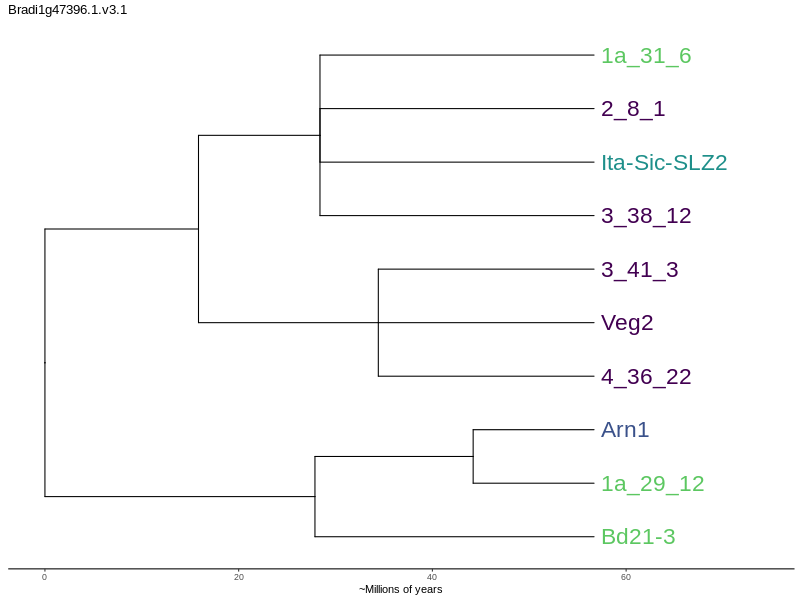 Bradi1g47396.1.v3.1
1a_31_6
2_8_1
Ita-Sic-SLZ2
3_38_12
3_41_3
Veg2
4_36_22
Arn1
1a_29_12
Bd21-3
0 20 40 60
~Millions of years